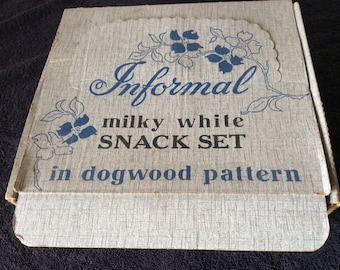 Informal
milky white
SNACK SET
in dogwood pattern